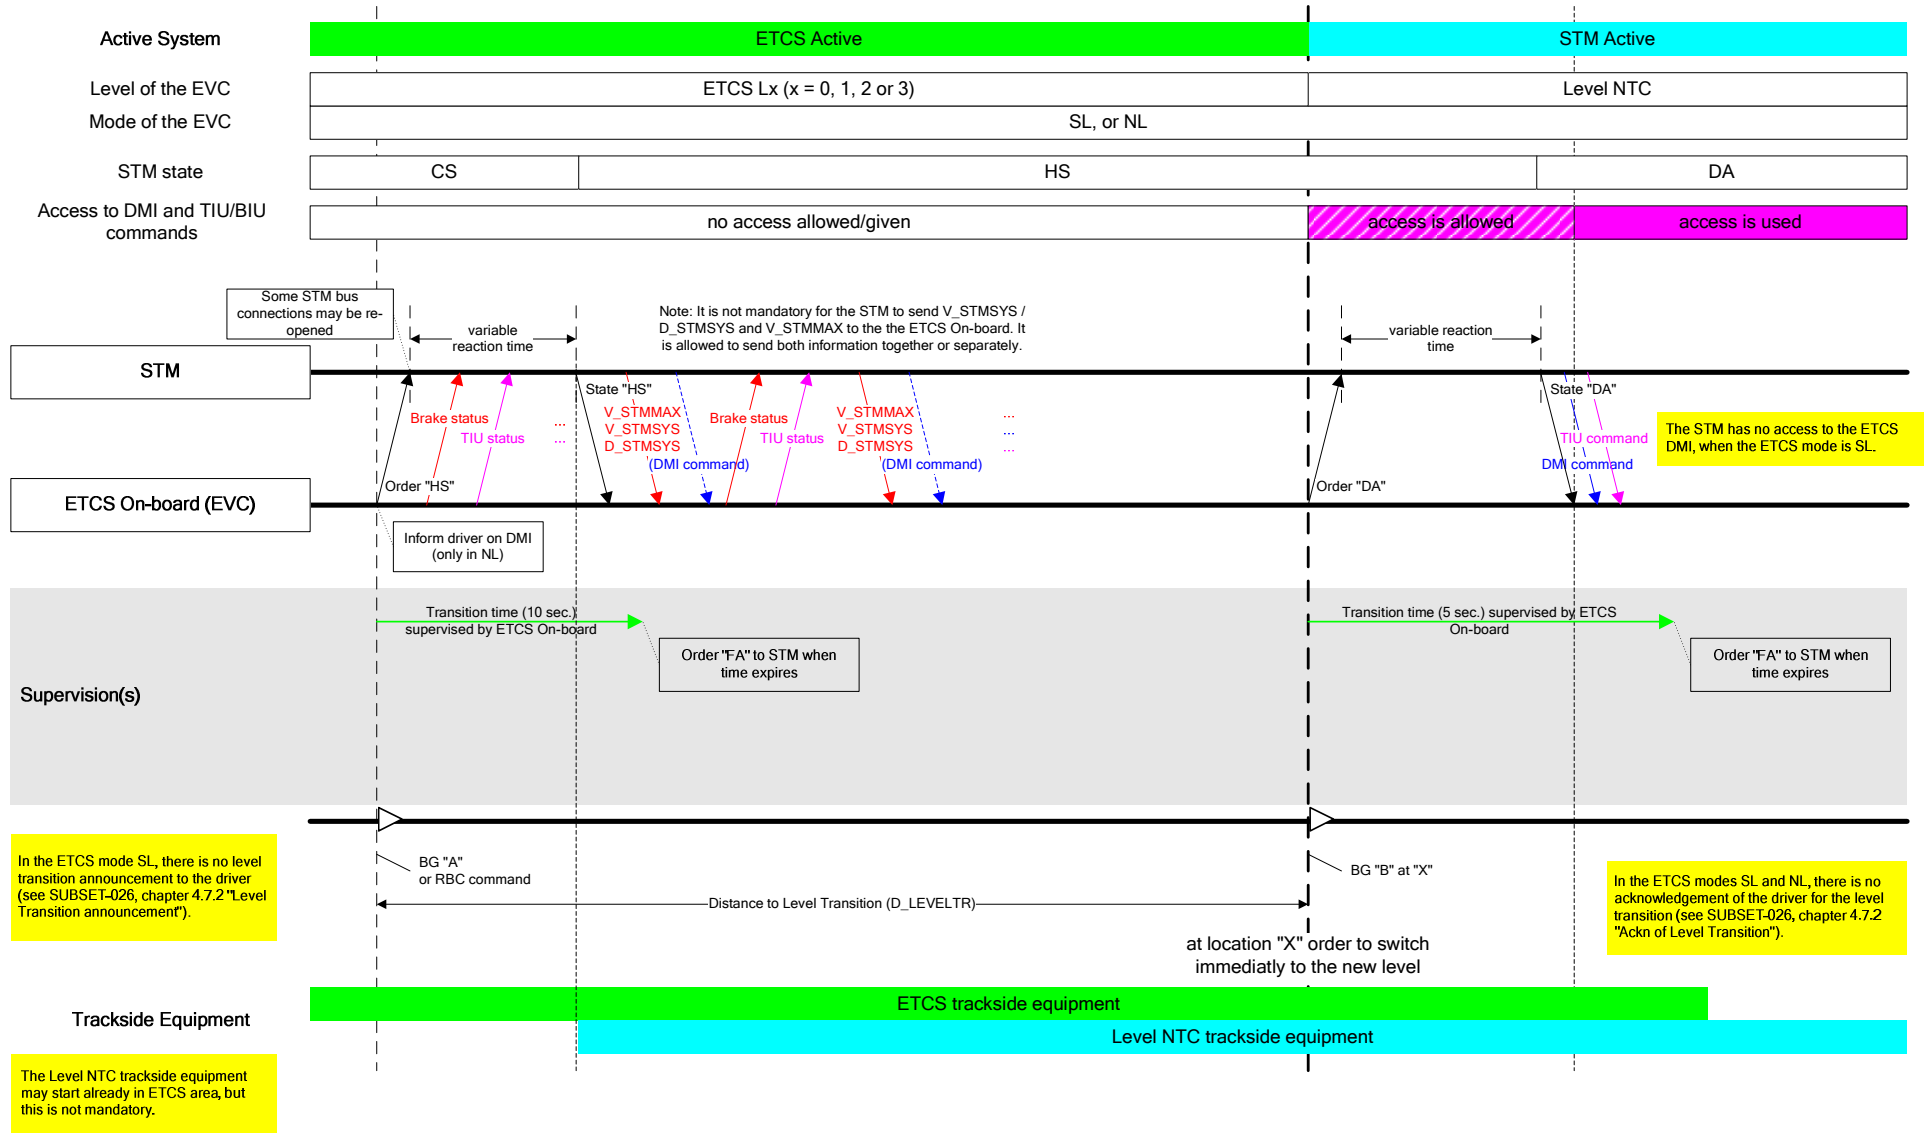 Active System
ETCS Active
STM Active
Level of the EVC
ETCS Lx (x = 0, 1, 2 or 3)
Level NTC
Mode of the EVC
SL, or NL
STM state
CS
HS
DA
Access to DMI and TIU/BIU
commands
no access allowed/given
access is allowed
access is used
Some STM bus
connections may be re-
opened
variable
reaction time
Note: It is not mandatory for the STM to send V_STMSYS /
D_STMSYS and V_STMMAX to the the ETCS On-board. It
is allowed to send both information together or separately.
variable reaction
time
STM
State "HS"
State "DA"
Brake status
TIU status
...
...
V_STMMAX
V_STMSYS
D_STMSYS
(DMI command)
Brake status
TIU status
V_STMMAX
V_STMSYS
D_STMSYS
(DMI command)
...
...
...
TIU command
DMI command
The STM has no access to the ETCS
DMI, when the ETCS mode is SL.
Order "HS"
Order "DA"
ETCS On-board (EVC)
Inform driver on DMI
(only in NL)
Transition time (10 sec.)
supervised by ETCS On-board
Transition time (5 sec.) supervised by ETCS
On-board
Order "FA" to STM when
time expires
Order "FA" to STM when
time expires
Supervision(s)
In the ETCS mode SL, there is no level
transition announcement to the driver
(see SUBSET-026, chapter 4.7.2 "Level
Transition announcement").
BG "A"
or RBC command
BG "B" at "X"
Distance to Level Transition (D_LEVELTR)
In the ETCS modes SL and NL, there is no
acknowledgement of the driver for the level
transition (see SUBSET-026, chapter 4.7.2
"Ackn of Level Transition").
at location "X" order to switch
immediatly to the new level
Trackside Equipment
ETCS trackside equipment
Level NTC trackside equipment
The Level NTC trackside equipment
may start already in ETCS area, but
this is not mandatory.